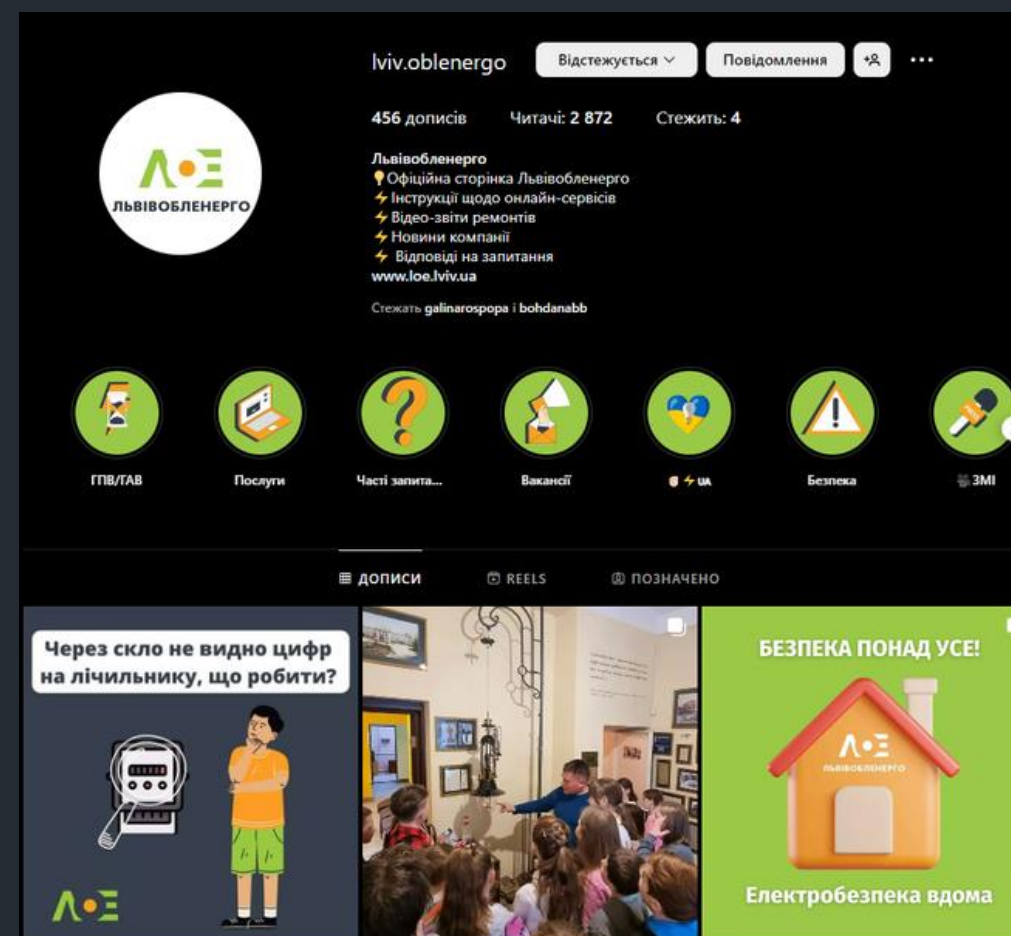 lviv.oblenergo
Відстежується
Повідомлення
456 дописів
Читачі: 2 872
Стежить: 4
ЛОЕ
ЛЬВІВОБЛЕНЕРГО
Львівобленерго
Офіційна сторінка Львівобленерго
Інструкції щодо онлайн-сервісів
Відео-звіти ремонтів
Новини компанії
Відповіді на запитання
www.loe.lviv.ua
Стежать galinarospopa і bohdanabb
ГПВ/ГАВ
Послуги
Часті запита...
Вакансії
UA
Безпека
ЗМІ
ДОПИСИ
REELS
ПОЗНАЧЕНО
Через скло не видно цифр
на лічильнику, що робити?
ЛОЕ
БЕЗПЕКА ПОНАД УСЕ!
ЛОЕ
ЛЬВІВОБЛЕНЕРГО
Електробезпека вдома